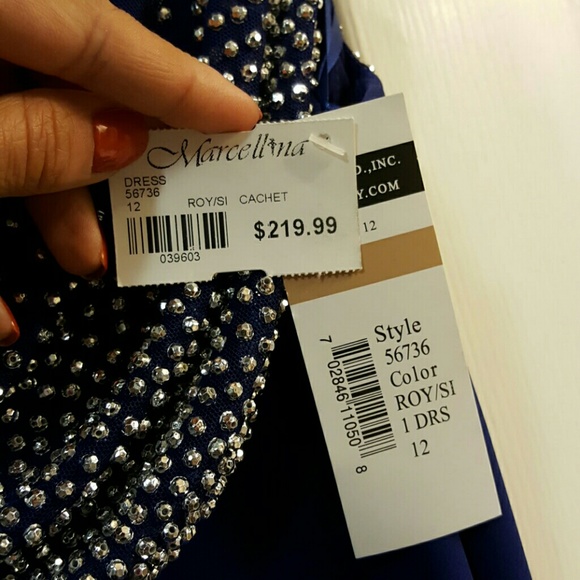 Marcellina
DRESS
56736
12 ROY/SI CACHET
$219.99
039603
., INC.
Y.COM
12
Style
56736
Color
ROY/SI
1 DRS
12
7 02846 11050 8